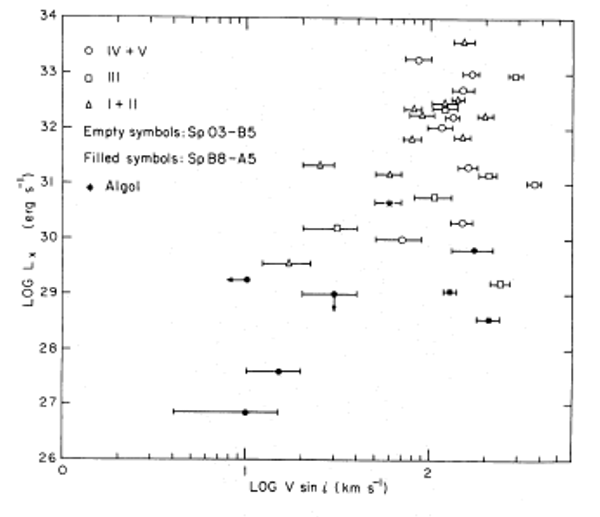 34
33
32
31
30
29
28
27
26
LOG Lx (erg s⁻¹)
○ IV + V
□ III
△ I + II
Empty symbols: Sp O3-B5
Filled symbols: Sp B8-A5
◆ Algol
0 1 2
LOG V sin i (km s⁻¹)